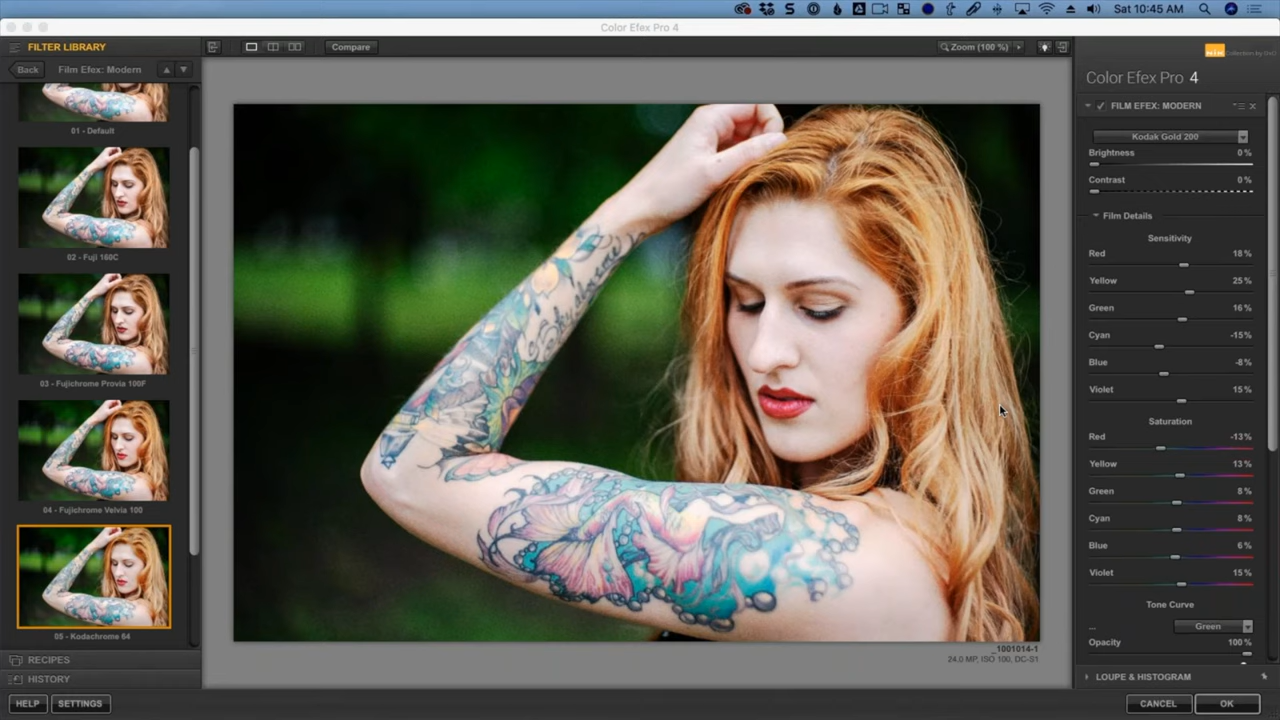 Sat 10:45 AM
Color Efex Pro 4
FILTER LIBRARY
Compare
Zoom (100 %)
Back
Film Efex: Modern
Color Efex Pro 4
01 - Default
02 - Fuji 160C
03 - Fujichrome Provia 100F
04 - Fujichrome Velvia 100
05 - Kodachrome 64
FILM EFEX: MODERN
Kodak Gold 200
Brightness 0 %
Contrast 0 %
Film Details
Sensitivity
Red 18 %
Yellow 25 %
Green 16 %
Cyan -15%
Blue -8%
Violet 15 %
Saturation
Red -13%
Yellow 13 %
Green 8 %
Cyan 8 %
Blue 6 %
Violet 15 %
Tone Curve
... Green
Opacity 100 %
_1001014-1
24.0 MP, ISO 100, DC-S1
LOUPE & HISTOGRAM
RECIPES
HISTORY
HELP
SETTINGS
CANCEL
OK